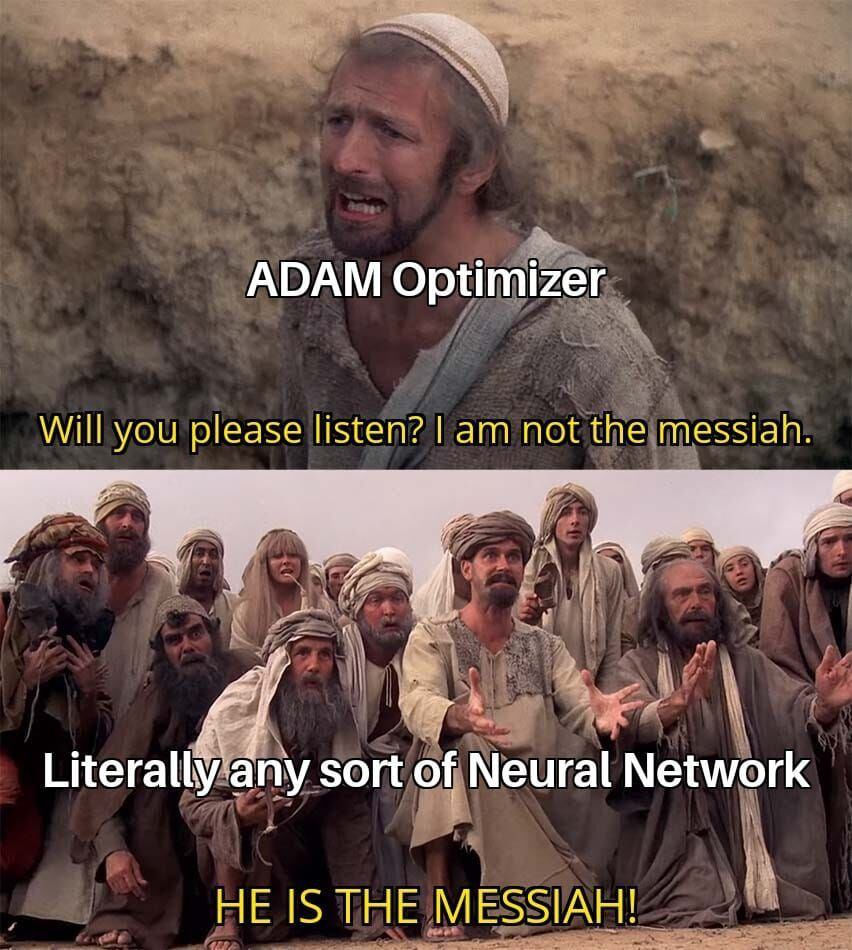 ADAM Optimizer
Will you please listen? I am not the messiah.
Literally any sort of Neural Network
HE IS THE MESSIAH!